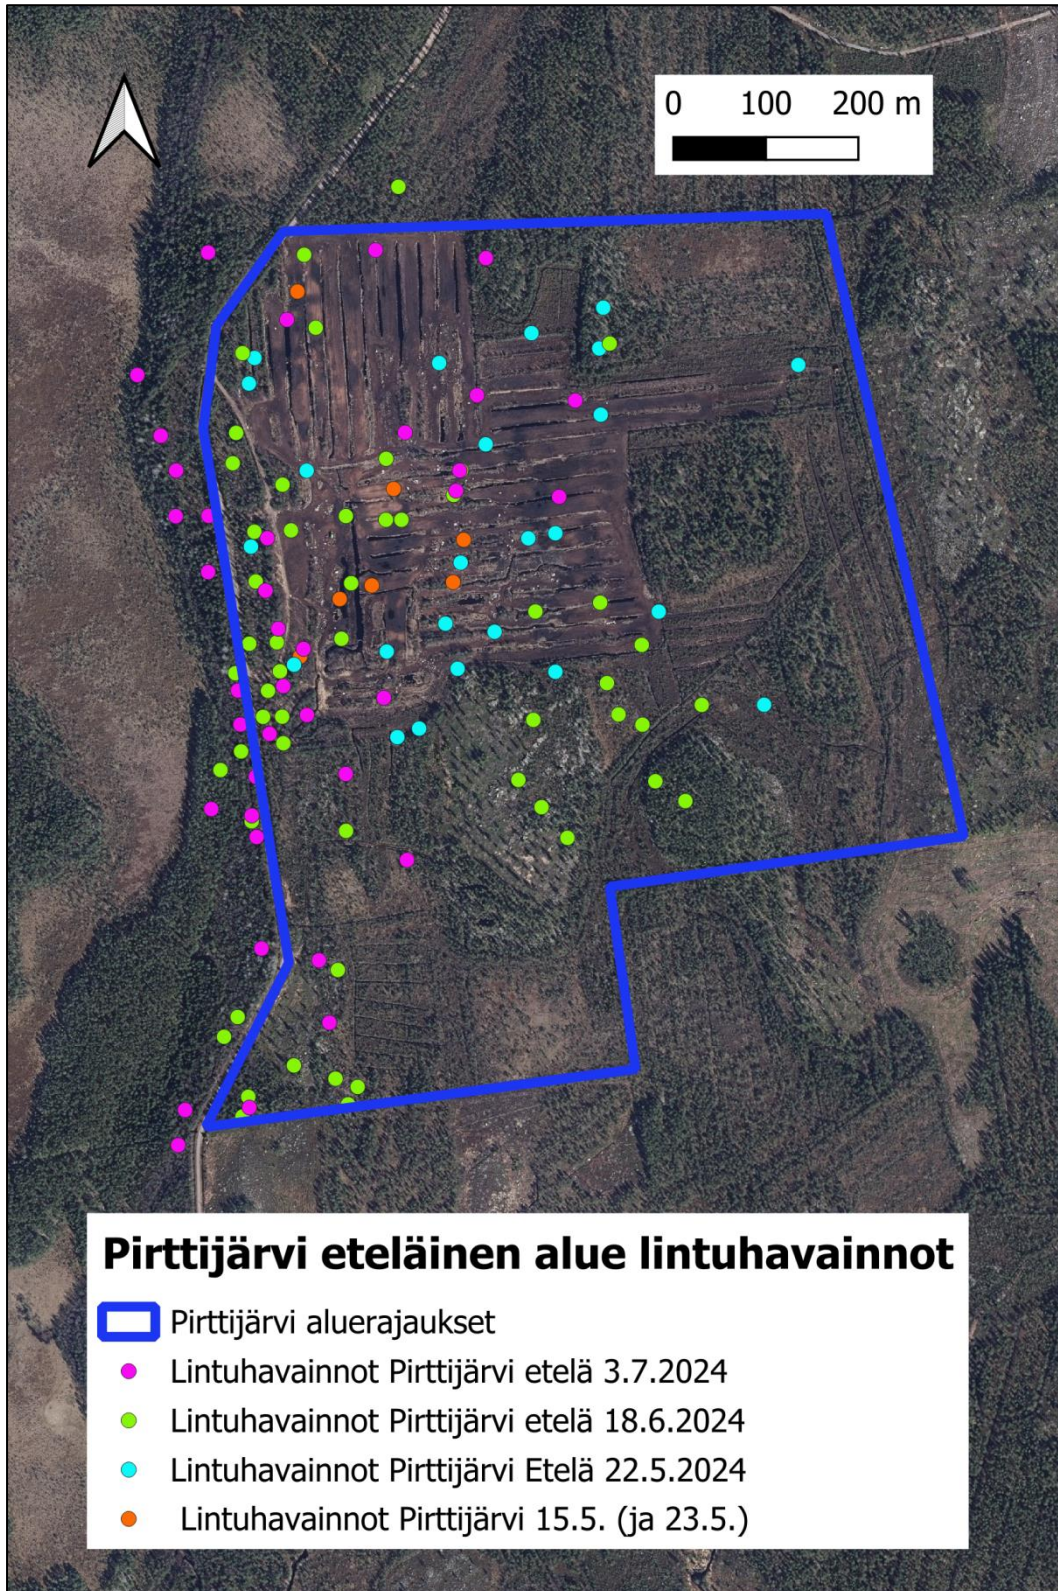 0 100 200 m
Pirttijärvi eteläinen alue lintuhavainnot
Pirttijärvi aluerajaukset
Lintuhavainnot Pirttijärvi etelä 3.7.2024
Lintuhavainnot Pirttijärvi etelä 18.6.2024
Lintuhavainnot Pirttijärvi Etelä 22.5.2024
Lintuhavainnot Pirttijärvi 15.5. (ja 23.5.)